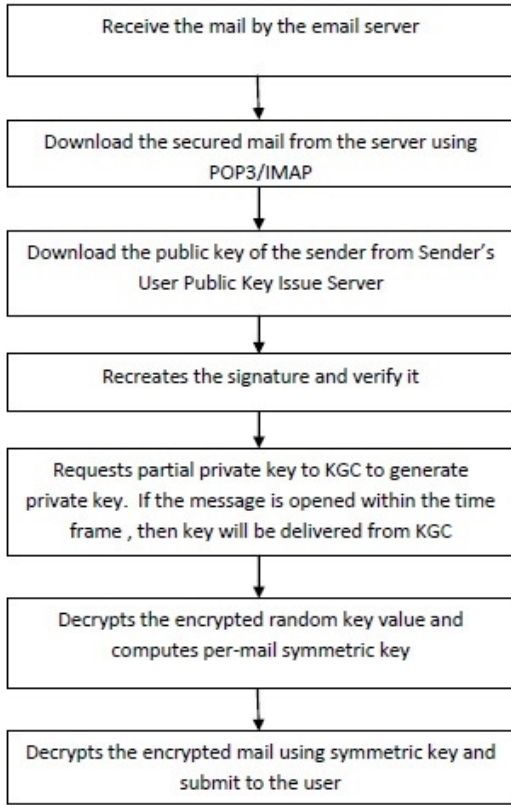 Receive the mail by the email server
Download the secured mail from the server using
POP3/IMAP
Download the public key of the sender from Sender's
User Public Key Issue Server
Recreates the signature and verify it
Requests partial private key to KGC to generate
private key.  If the message is opened within the time
frame , then key will be delivered from KGC
Decrypts the encrypted random key value and
computes per-mail symmetric key
Decrypts the encrypted mail using symmetric key and
submit to the user